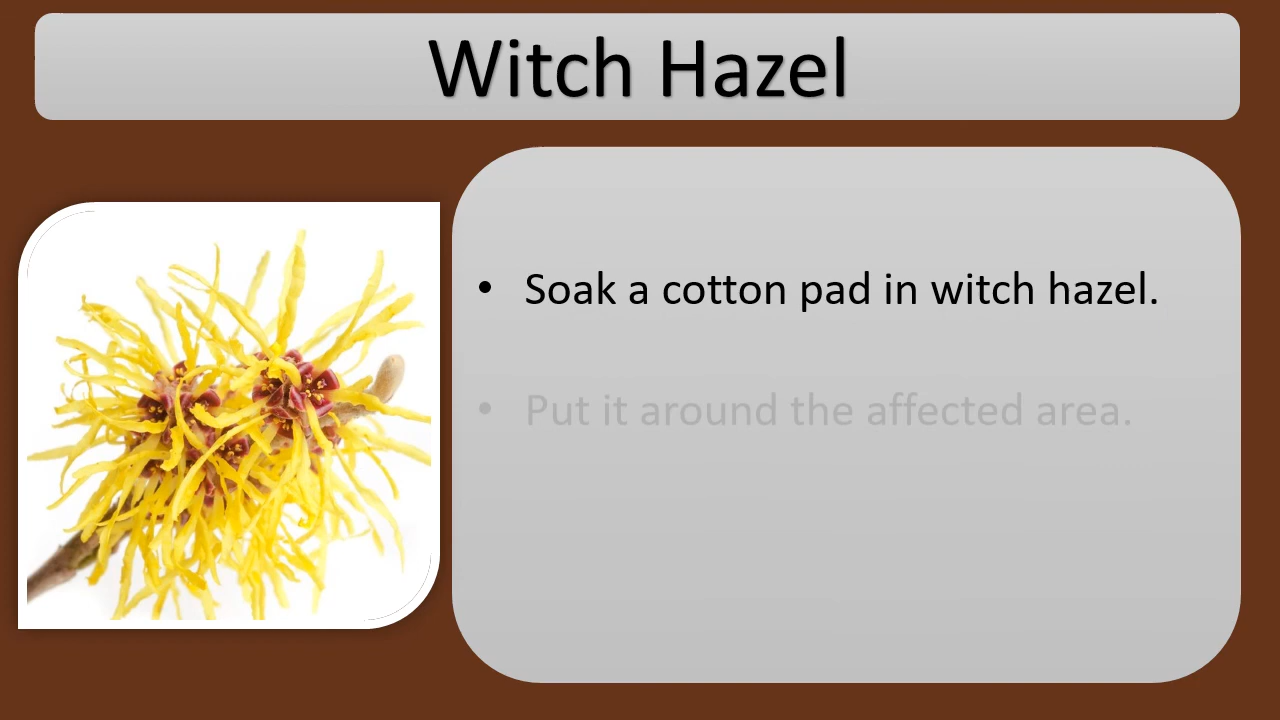 Witch Hazel
• Soak a cotton pad in witch hazel.
• Put it around the affected area.